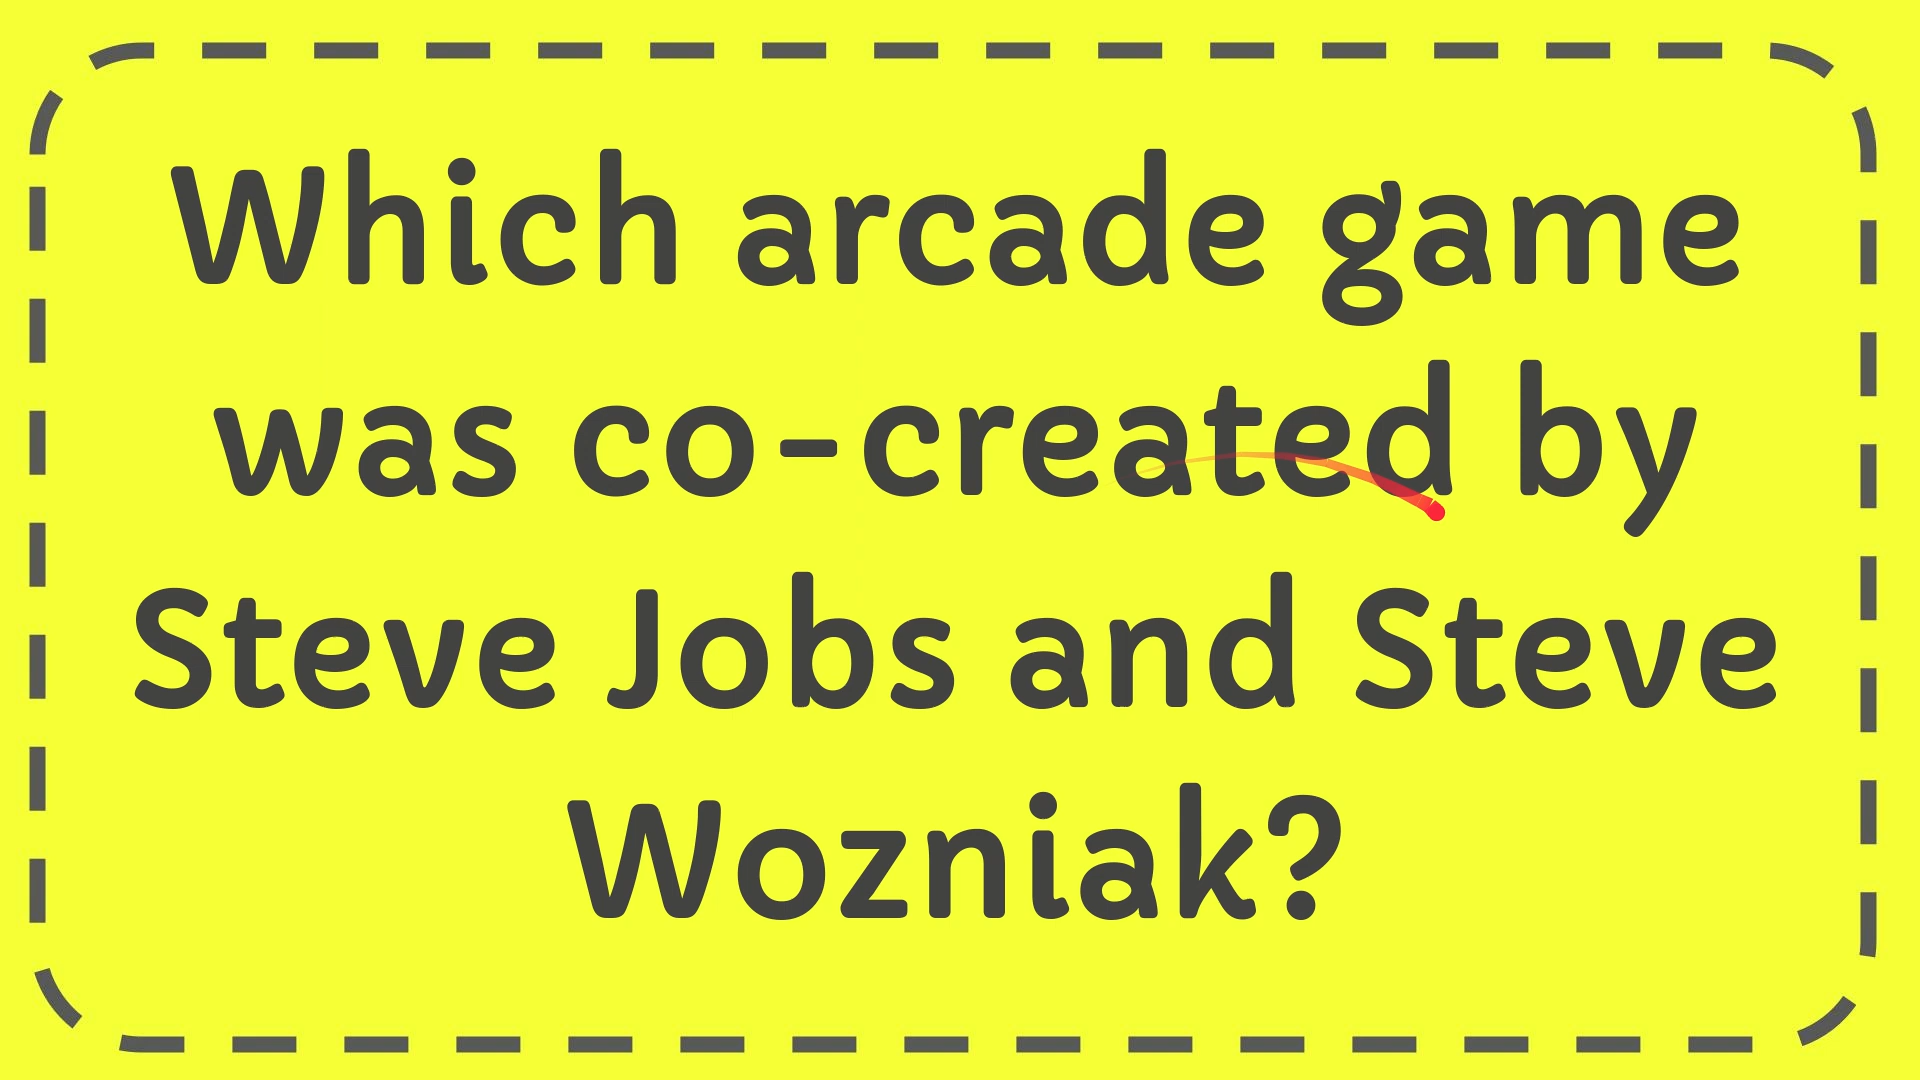 Which arcade game
was co-created by
Steve Jobs and Steve
Wozniak?